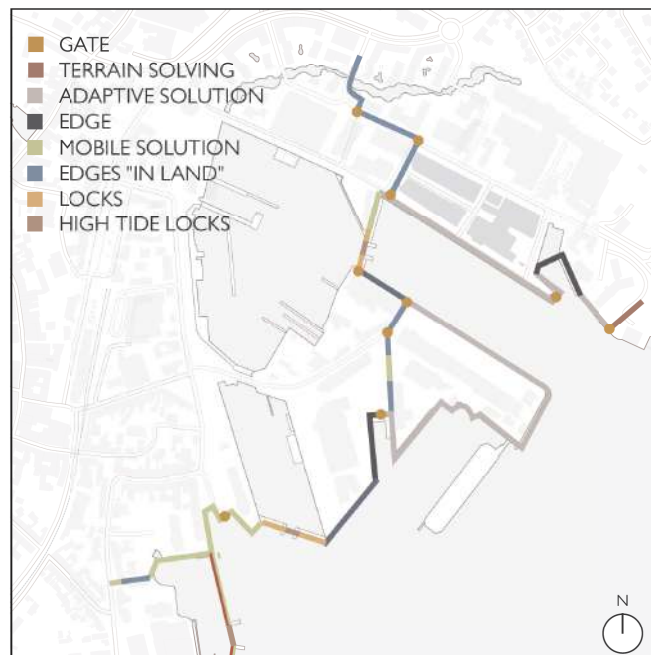 GATE
TERRAIN SOLVING
ADAPTIVE SOLUTION
EDGE
MOBILE SOLUTION
EDGES "IN LAND"
LOCKS
HIGH TIDE LOCKS
N